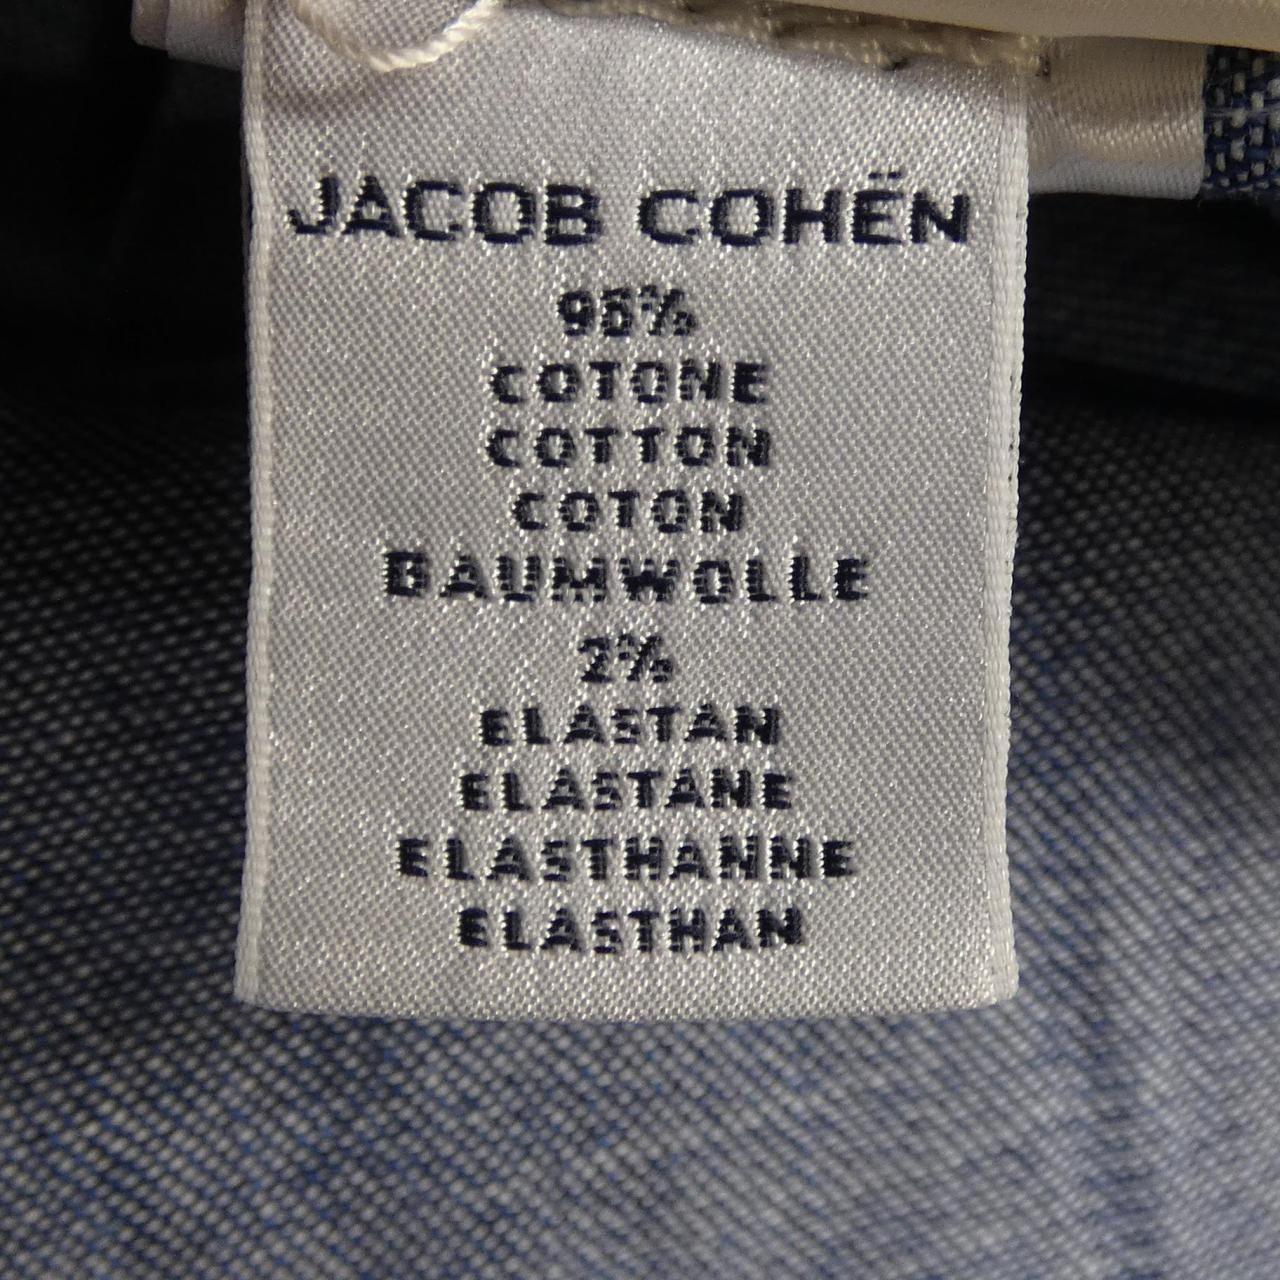 JACOB COHËN
98%
COTONE
COTTON
COTON
BAUMWOLLE
2%
ELASTAN
ELASTANE
ELASTHANNE
ELASTHAN